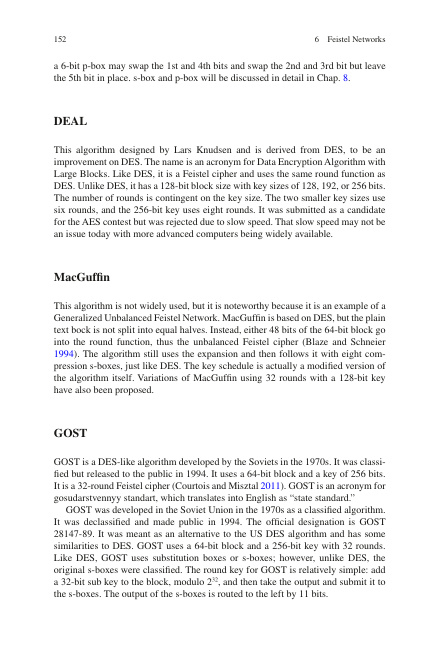 152
6 Feistel Networks
a 6-bit p-box may swap the 1st and 4th bits and swap the 2nd and 3rd bit but leave
the 5th bit in place. s-box and p-box will be discussed in detail in Chap. 8.
DEAL
This algorithm designed by Lars Knudsen and is derived from DES, to be an
improvement on DES. The name is an acronym for Data Encryption Algorithm with
Large Blocks. Like DES, it is a Feistel cipher and uses the same round function as
DES. Unlike DES, it has a 128-bit block size with key sizes of 128, 192, or 256 bits.
The number of rounds is contingent on the key size. The two smaller key sizes use
six rounds, and the 256-bit key uses eight rounds. It was submitted as a candidate
for the AES contest but was rejected due to slow speed. That slow speed may not be
an issue today with more advanced computers being widely available.
MacGuffin
This algorithm is not widely used, but it is noteworthy because it is an example of a
Generalized Unbalanced Feistel Network. MacGuffin is based on DES, but the plain
text bock is not split into equal halves. Instead, either 48 bits of the 64-bit block go
into the round function, thus the unbalanced Feistel cipher (Blaze and Schneier
1994). The algorithm still uses the expansion and then follows it with eight com-
pression s-boxes, just like DES. The key schedule is actually a modified version of
the algorithm itself. Variations of MacGuffin using 32 rounds with a 128-bit key
have also been proposed.
GOST
GOST is a DES-like algorithm developed by the Soviets in the 1970s. It was classi-
fied but released to the public in 1994. It uses a 64-bit block and a key of 256 bits.
It is a 32-round Feistel cipher (Courtois and Misztal 2011). GOST is an acronym for
gosudarstvennyy standart, which translates into English as “state standard.”
GOST was developed in the Soviet Union in the 1970s as a classified algorithm.
It was declassified and made public in 1994. The official designation is GOST
28147-89. It was meant as an alternative to the US DES algorithm and has some
similarities to DES. GOST uses a 64-bit block and a 256-bit key with 32 rounds.
Like DES, GOST uses substitution boxes or s-boxes; however, unlike DES, the
original s-boxes were classified. The round key for GOST is relatively simple: add
a 32-bit sub key to the block, modulo 2³², and then take the output and submit it to
the s-boxes. The output of the s-boxes is routed to the left by 11 bits.